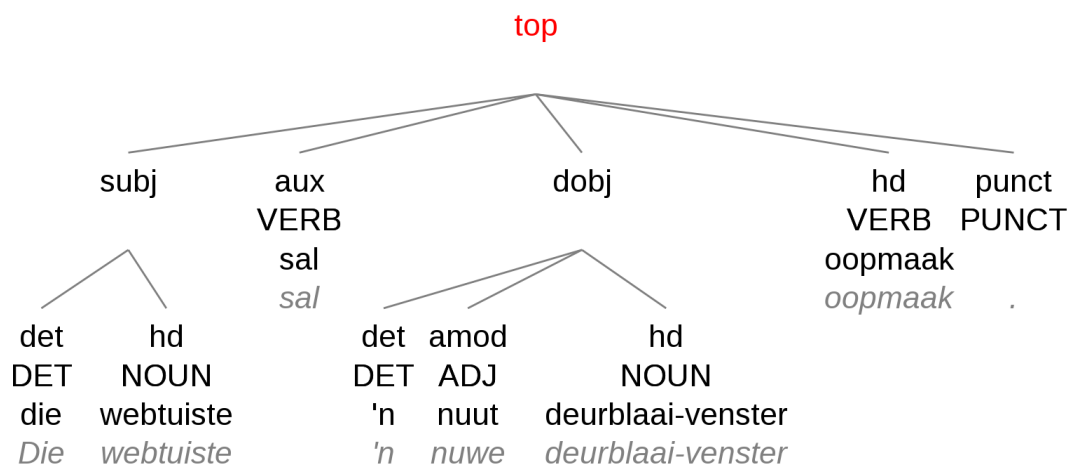 top
subj aux dobj hd punct
VERB VERB PUNCT
sal oopmaak
sal oopmaak .
det hd det amod hd
DET NOUN DET ADJ NOUN
die webtuiste 'n nuut deurblaai-venster
Die webtuiste 'n nuwe deurblaai-venster